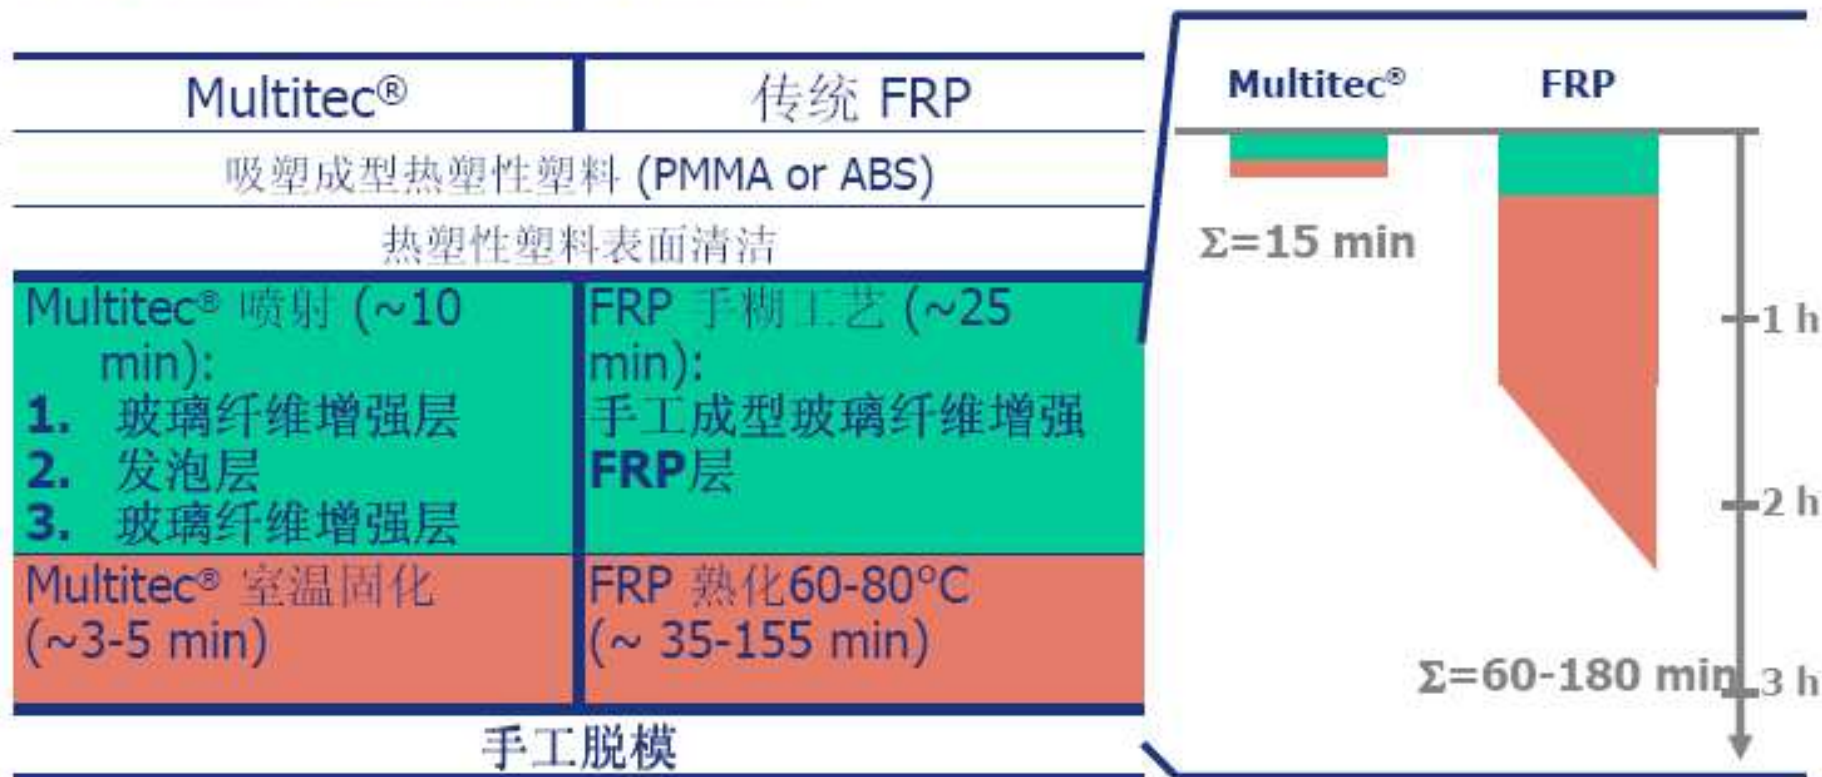 Multitec® 传统 FRP
吸塑成型热塑性塑料 (PMMA or ABS)
热塑性塑料表面清洁
Multitec® 喷射 (~10
min):
1. 玻璃纤维增强层
2. 发泡层
3. 玻璃纤维增强层
FRP 手糊工艺 (~25
min):
手工成型玻璃纤维增强
FRP层
Multitec® 室温固化
(~3-5 min)
FRP 熟化60-80°C
(~ 35-155 min)
手工脱模
Multitec® FRP
Σ=15 min
1 h
2 h
Σ=60-180 min
3 h